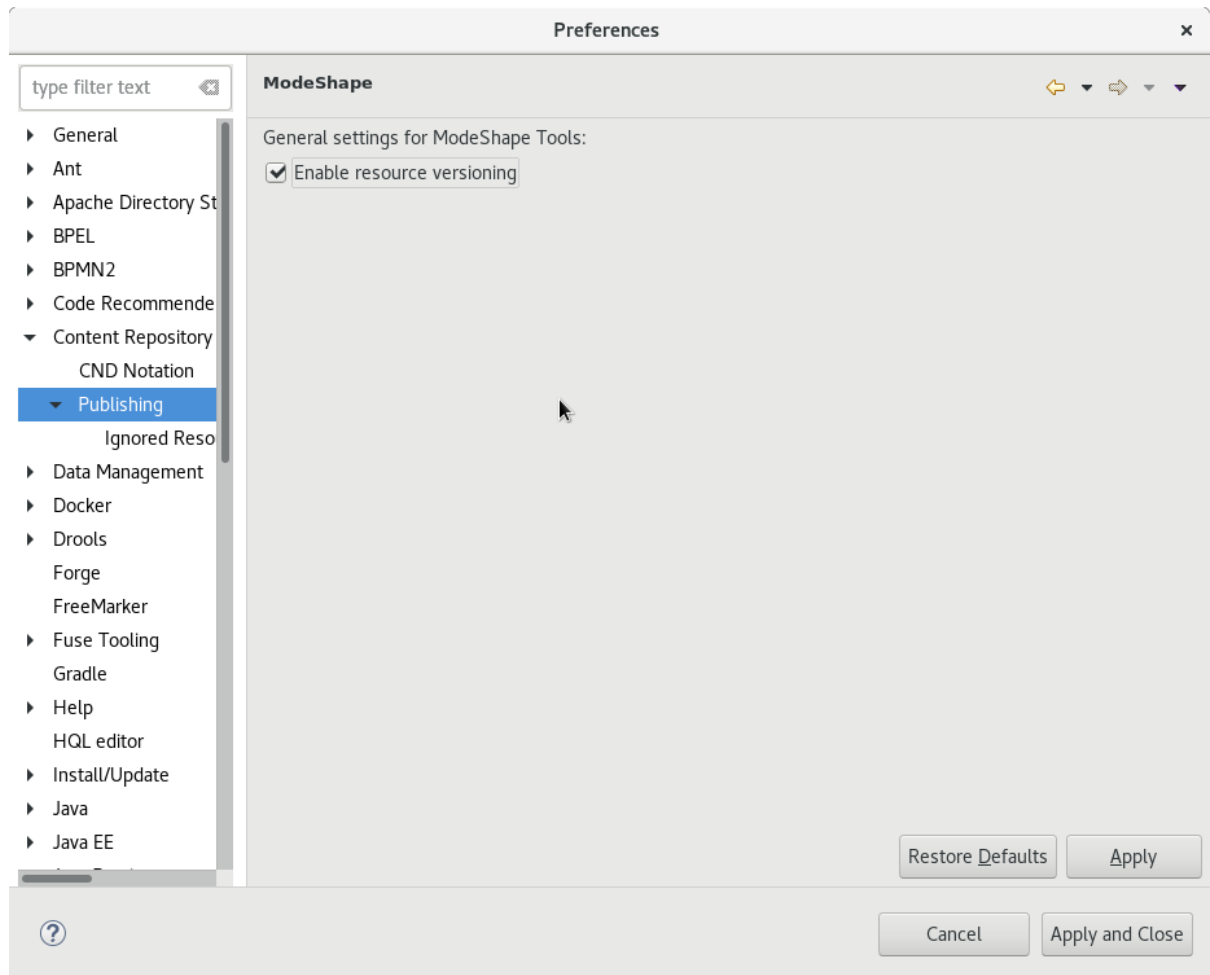 Preferences
type filter text
General
Ant
Apache Directory St
BPEL
BPMN2
Code Recommende
Content Repository
CND Notation
Publishing
Ignored Reso
Data Management
Docker
Drools
Forge
FreeMarker
Fuse Tooling
Gradle
Help
HQL editor
Install/Update
Java
Java EE
ModeShape
General settings for ModeShape Tools:
Enable resource versioning
Restore Defaults
Apply
Cancel
Apply and Close